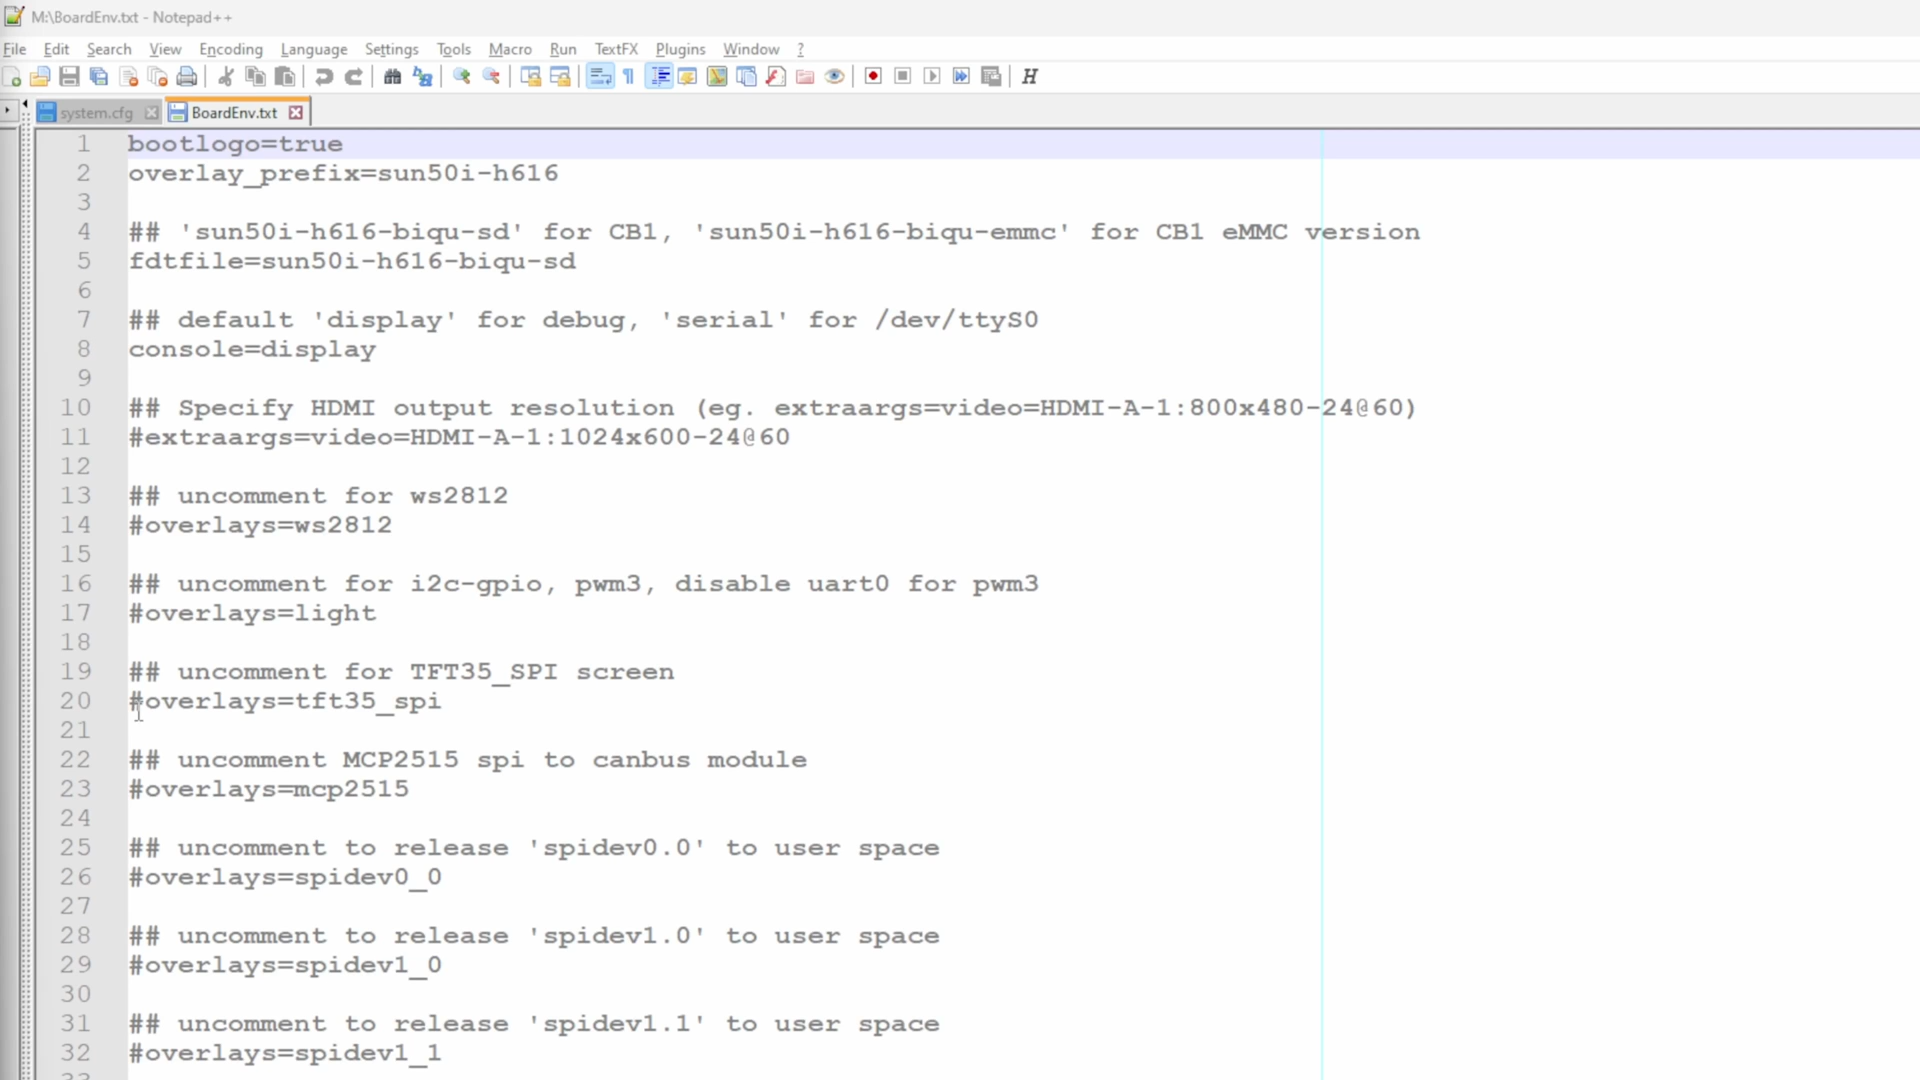 M:\BoardEnv.txt - Notepad++
File Edit Search View Encoding Language Settings Tools Macro Run TextFX Plugins Window ?
H
system.cfg BoardEnv.txt
1 bootlogo=true
2 overlay_prefix=sun50i-h616
3
4 ## 'sun50i-h616-biqu-sd' for CB1, 'sun50i-h616-biqu-emmc' for CB1 eMMC version
5 fdtfile=sun50i-h616-biqu-sd
6
7 ## default 'display' for debug, 'serial' for /dev/ttyS0
8 console=display
9
10 ## Specify HDMI output resolution (eg. extraargs=video=HDMI-A-1:800x480-24@60)
11 #extraargs=video=HDMI-A-1:1024x600-24@60
12
13 ## uncomment for ws2812
14 #overlays=ws2812
15
16 ## uncomment for i2c-gpio, pwm3, disable uart0 for pwm3
17 #overlays=light
18
19 ## uncomment for TFT35_SPI screen
20 #overlays=tft35_spi
21
22 ## uncomment MCP2515 spi to canbus module
23 #overlays=mcp2515
24
25 ## uncomment to release 'spidev0.0' to user space
26 #overlays=spidev0_0
27
28 ## uncomment to release 'spidev1.0' to user space
29 #overlays=spidev1_0
30
31 ## uncomment to release 'spidev1.1' to user space
32 #overlays=spidev1_1
33